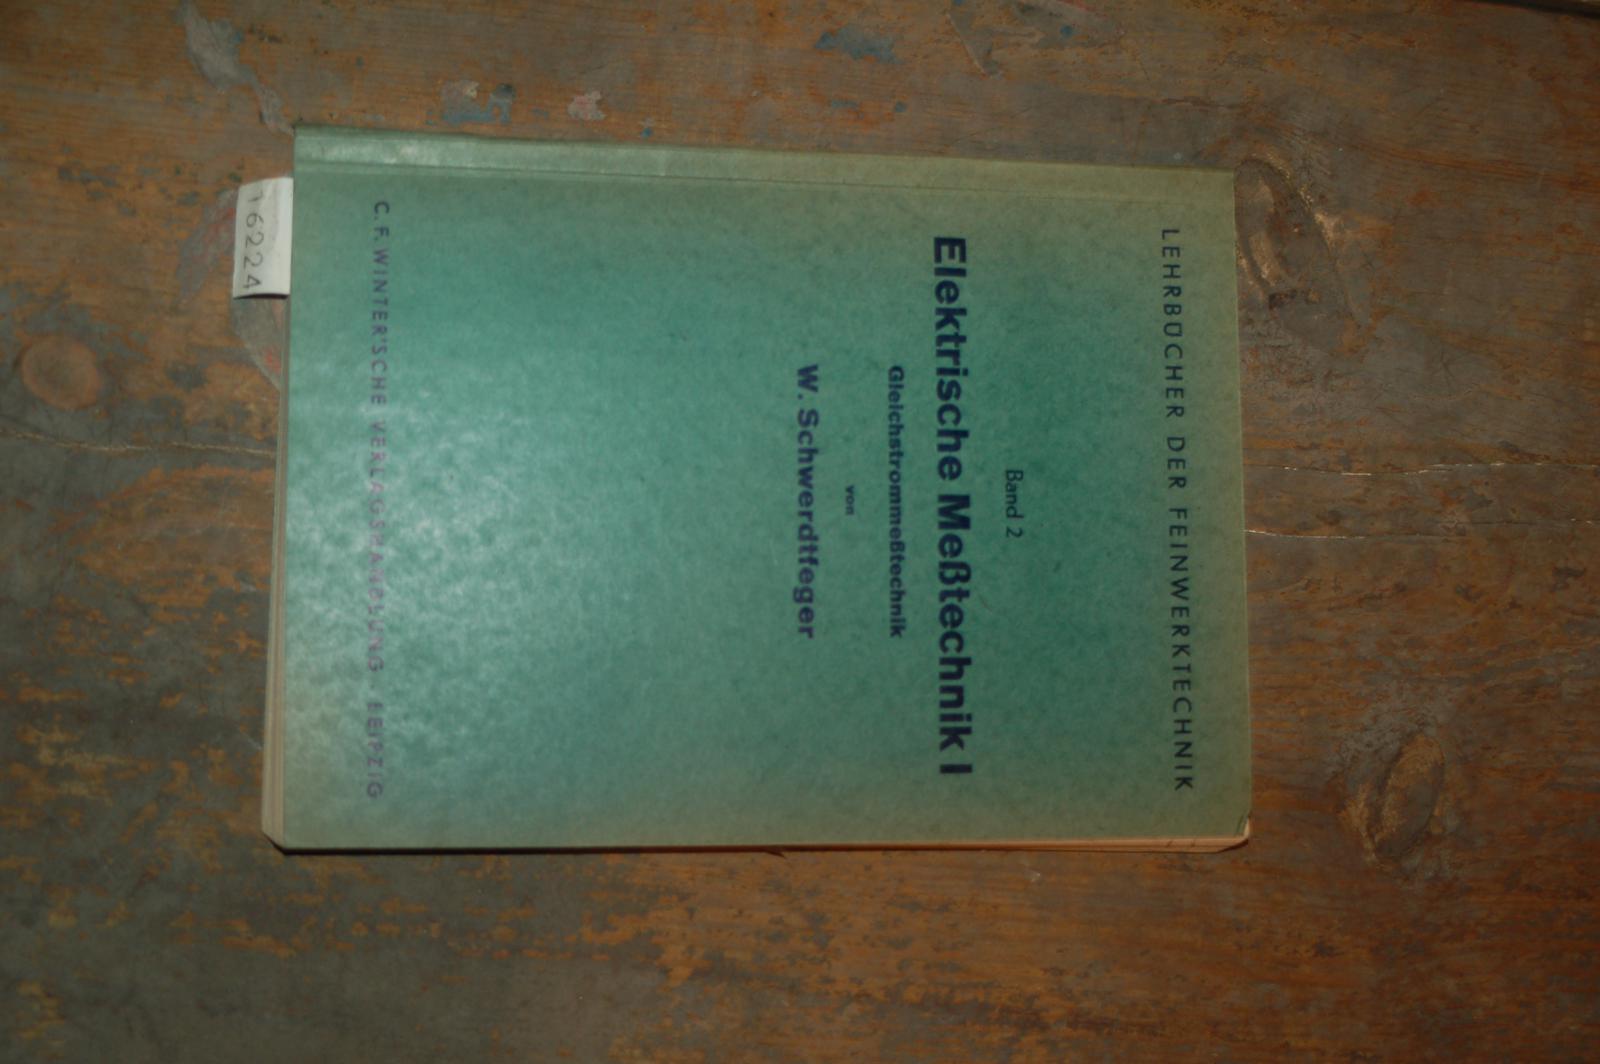 LEHRBÜCHER DER FEINWERKTECHNIK
Band 2
Elektrische Meßtechnik I
Gleichstrommeßtechnik
von
W. Schwerdtfeger
C. F. WINTER'SCHE VERLAGSHANDLUNG LEIPZIG
16224